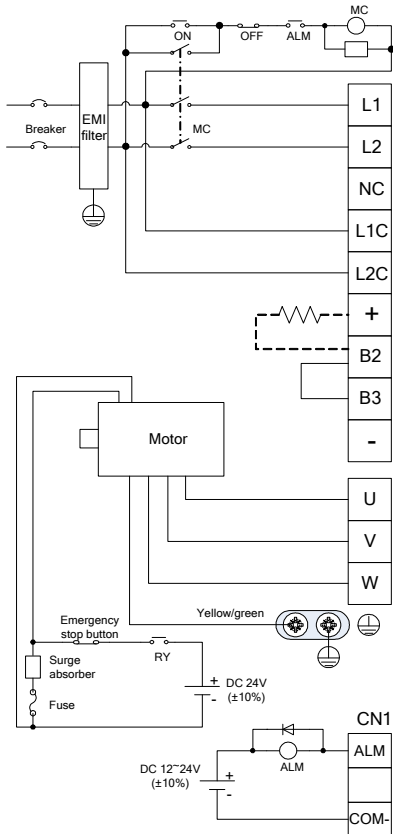 MC
ON
OFF
ALM
Breaker
EMI
filter
MC
L1
L2
NC
L1C
L2C
+
B2
B3
-
Motor
U
V
W
Yellow/green
Emergency
stop button
RY
Surge
absorber
Fuse
+
-
DC 24V
(±10%)
CN1
ALM
COM-
DC 12~24V
(±10%)
+
-
ALM